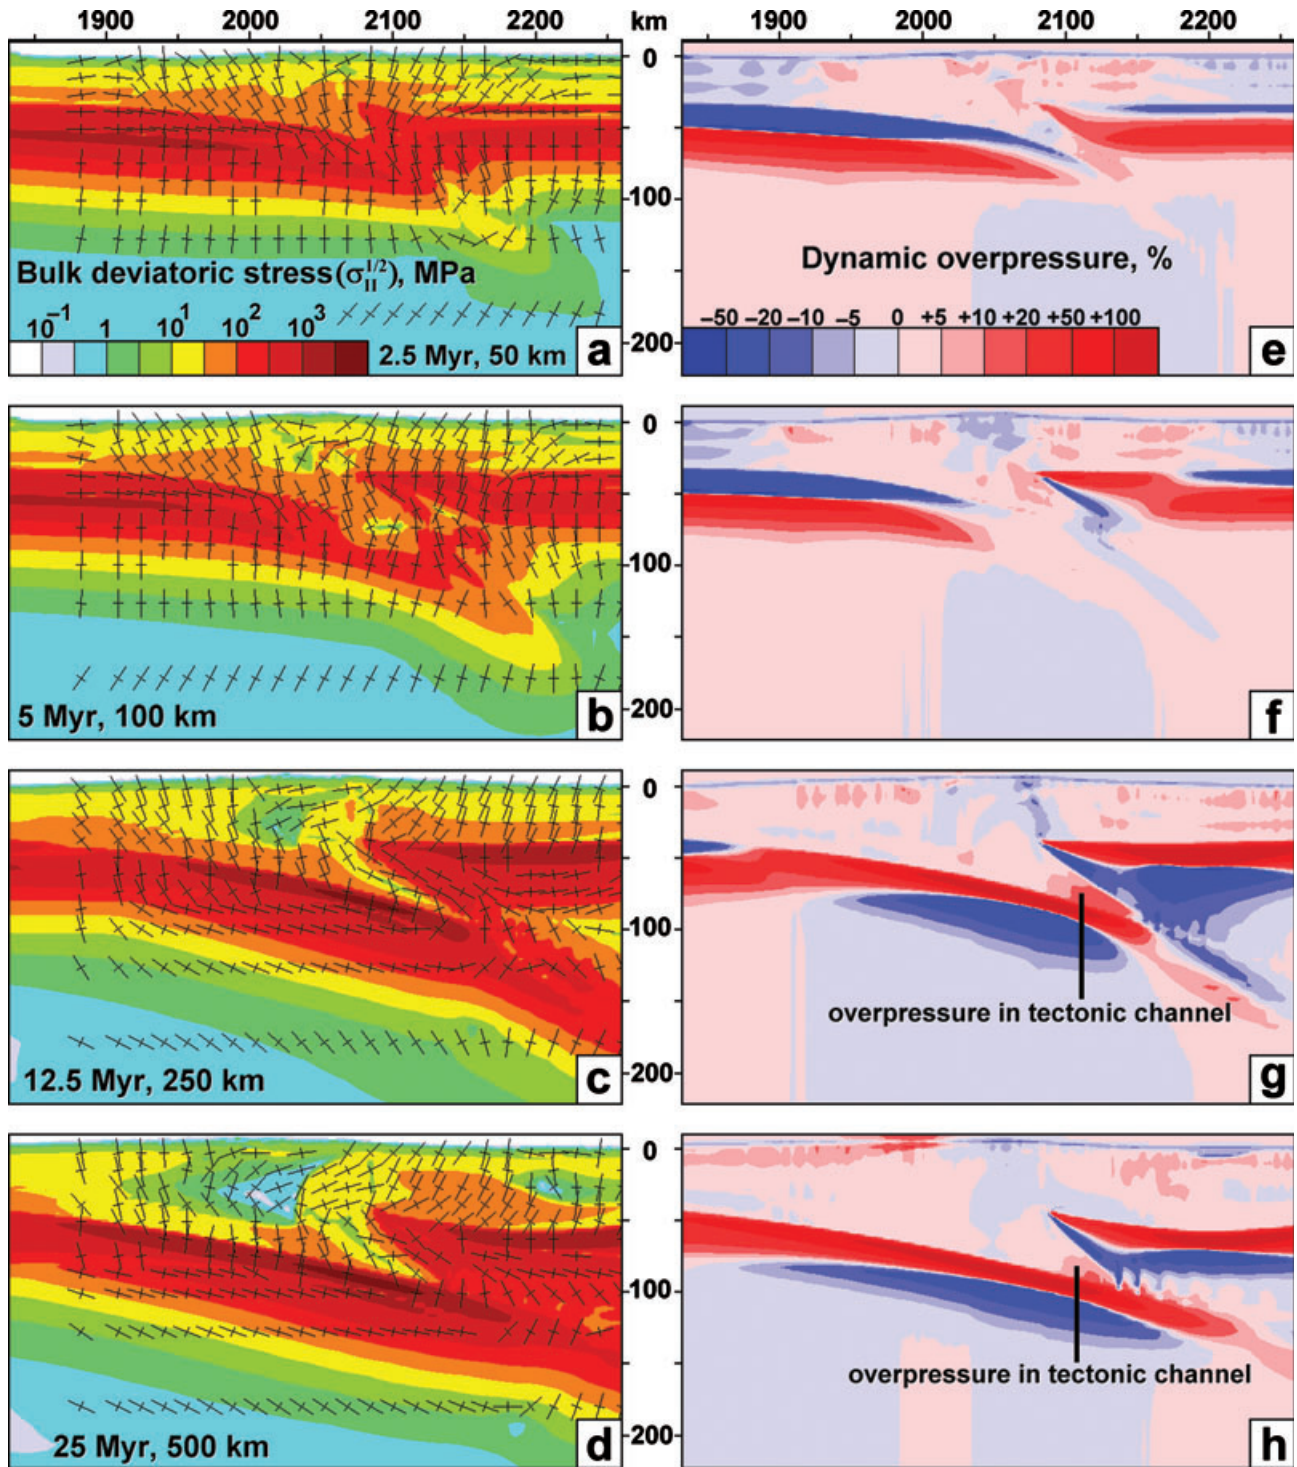 1900 2000 2100 2200 km 1900 2000 2100 2200
0
100
200
Bulk deviatoric stress (σ_II^1/2), MPa
10⁻¹ 1 10¹ 10² 10³
2.5 Myr, 50 km
a
Dynamic overpressure, %
−50 −20 −10 −5 0 +5 +10 +20 +50 +100
e
0
100
200
5 Myr, 100 km
b
f
0
100
200
12.5 Myr, 250 km
c
overpressure in tectonic channel
g
0
100
200
25 Myr, 500 km
d
overpressure in tectonic channel
h